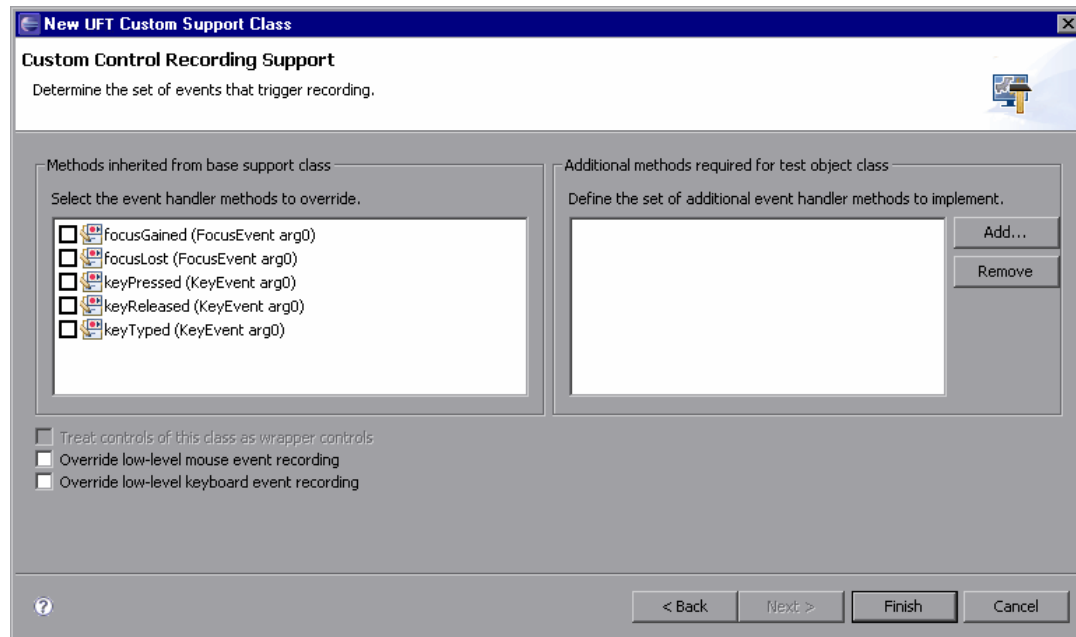 New UFT Custom Support Class
Custom Control Recording Support
Determine the set of events that trigger recording.
Methods inherited from base support class
Select the event handler methods to override.
focusGained (FocusEvent arg0)
focusLost (FocusEvent arg0)
keyPressed (KeyEvent arg0)
keyReleased (KeyEvent arg0)
keyTyped (KeyEvent arg0)
Additional methods required for test object class
Define the set of additional event handler methods to implement.
Add...
Remove
Treat controls of this class as wrapper controls
Override low-level mouse event recording
Override low-level keyboard event recording
?
< Back
Next >
Finish
Cancel